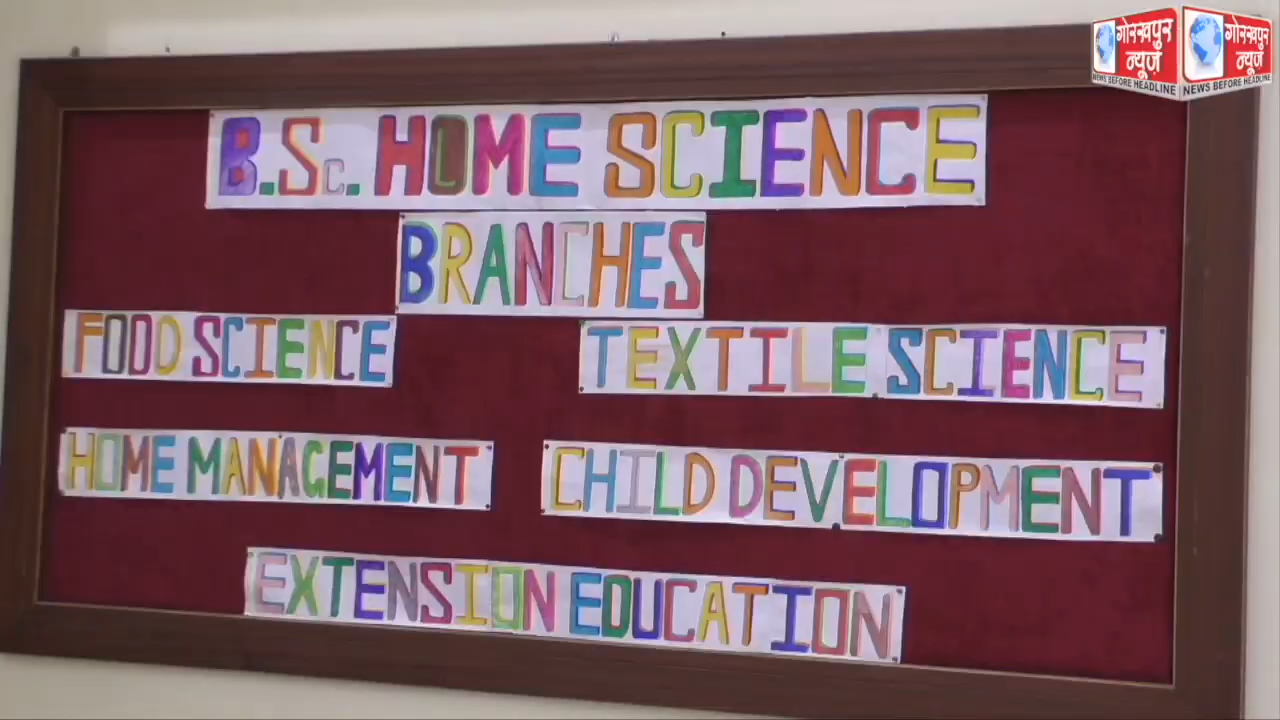 गोरखपुर गोरखपुर
न्यूज़ न्यूज़
NEWS BEFORE HEADLINE NEWS BEFORE HEADLINE
B.Sc. HOME SCIENCE
BRANCHES
FOOD SCIENCE TEXTILE SCIENCE
HOME MANAGEMENT CHILD DEVELOPMENT
EXTENSION EDUCATION